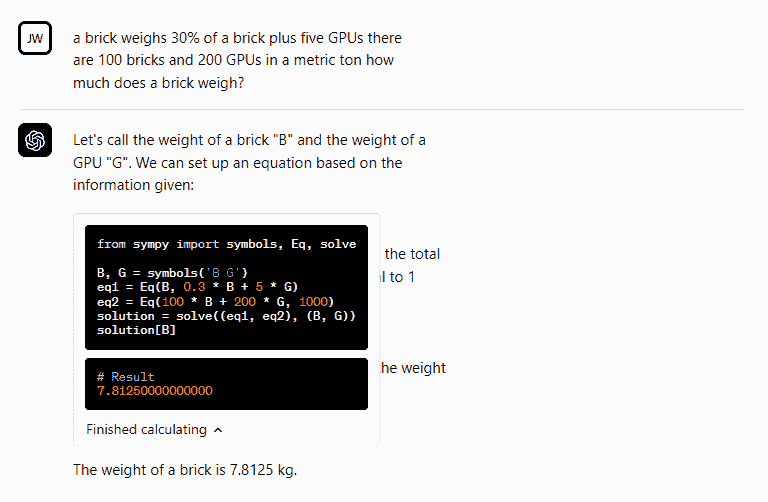 JW
a brick weighs 30% of a brick plus five GPUs there
are 100 bricks and 200 GPUs in a metric ton how
much does a brick weigh?
Let's call the weight of a brick "B" and the weight of a
GPU "G". We can set up an equation based on the
information given:
from sympy import symbols, Eq, solve
the total
B, G = symbols('B G')
l to 1
eq1 = Eq(B, 0.3 * B + 5 * G)
eq2 = Eq(100 * B + 200 * G, 1000)
solution = solve((eq1, eq2), (B, G))
solution[B]
he weight
# Result
7.81250000000000
Finished calculating
The weight of a brick is 7.8125 kg.